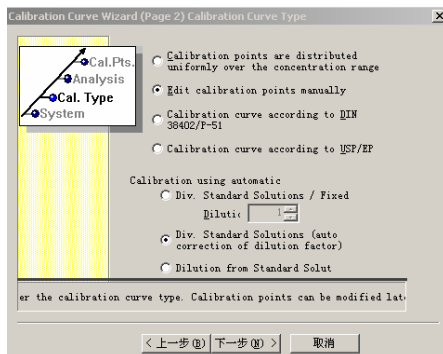 Calibration Curve Wizard (Page 2) Calibration Curve Type
Cal.Pts.
Analysis
Cal. Type
System
Calibration points are distributed
uniformly over the concentration range
Edit calibration points manually
Calibration curve according to DIN
38402/P-51
Calibration curve according to USP/EP
Calibration using automatic
Div. Standard Solutions / Fixed
Dilutic 1
Div. Standard Solutions (auto
correction of dilution factor)
Dilution from Standard Solut
er the calibration curve type. Calibration points can be modified late
< 上一步(B) 下一步(N) > 取消